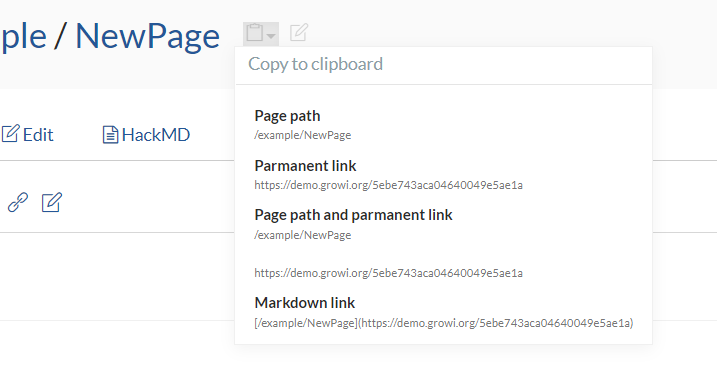 ple / NewPage
Copy to clipboard
Page path
/example/NewPage
Edit
HackMD
Parmanent link
https://demo.growi.org/5ebe743aca04640049e5ae1a
Page path and parmanent link
/example/NewPage
https://demo.growi.org/5ebe743aca04640049e5ae1a
Markdown link
[/example/NewPage](https://demo.growi.org/5ebe743aca04640049e5ae1a)